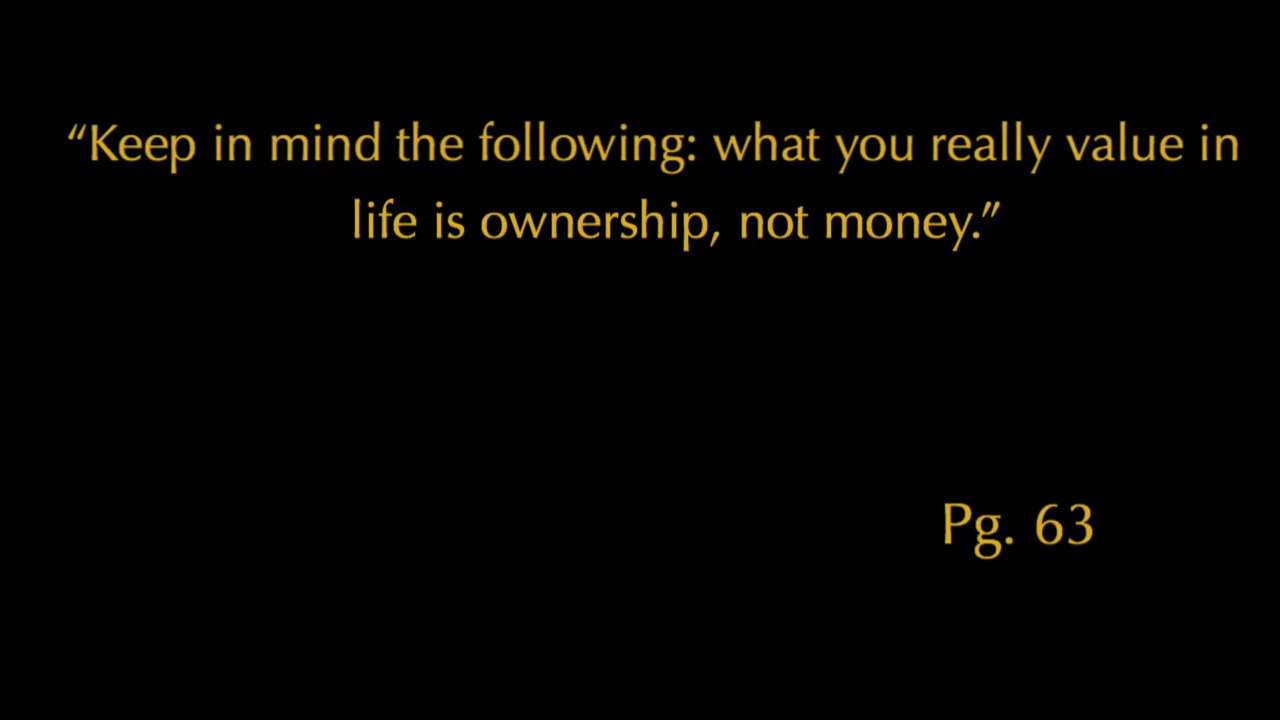 “Keep in mind the following: what you really value in
life is ownership, not money.”
Pg. 63